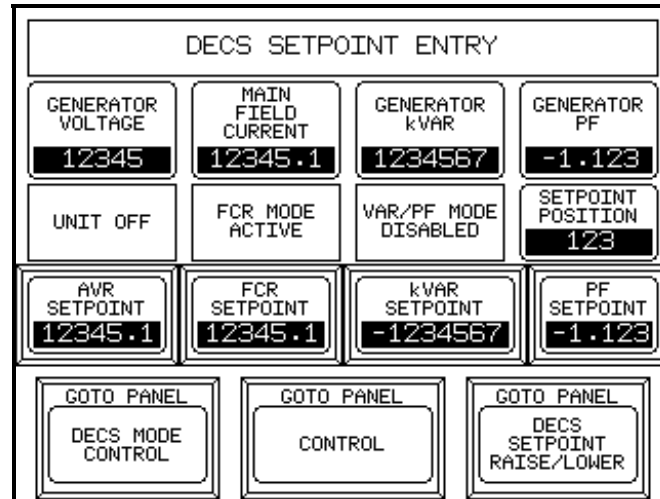 DECS SETPOINT ENTRY
GENERATOR
VOLTAGE
12345
MAIN
FIELD
CURRENT
12345.1
GENERATOR
kVAR
1234567
GENERATOR
PF
-1.123
UNIT OFF
FCR MODE
ACTIVE
VAR/PF MODE
DISABLED
SETPOINT
POSITION
123
AVR
SETPOINT
12345.1
FCR
SETPOINT
12345.1
kVAR
SETPOINT
-1234567
PF
SETPOINT
-1.123
GOTO PANEL
DECS MODE
CONTROL
GOTO PANEL
CONTROL
GOTO PANEL
DECS
SETPOINT
RAISE/LOWER